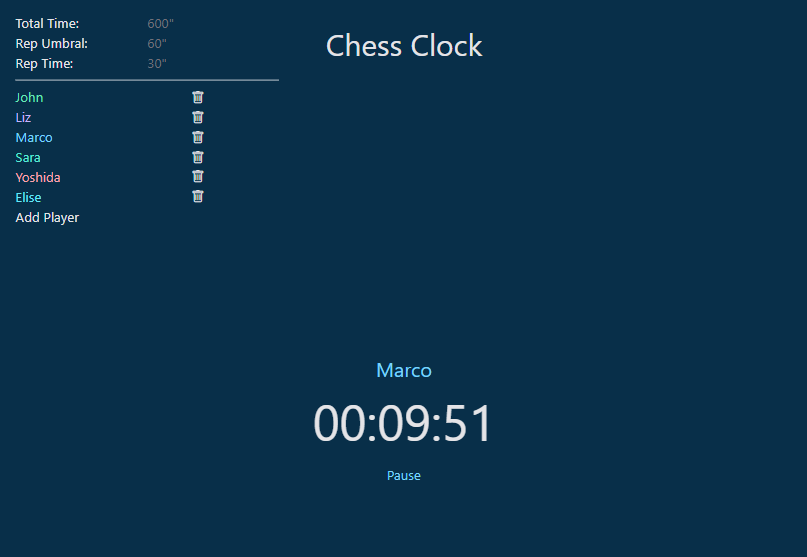 Total Time: 600"
Rep Umbral: 60"
Rep Time: 30"
Chess Clock
John
Liz
Marco
Sara
Yoshida
Elise
Add Player
Marco
00:09:51
Pause